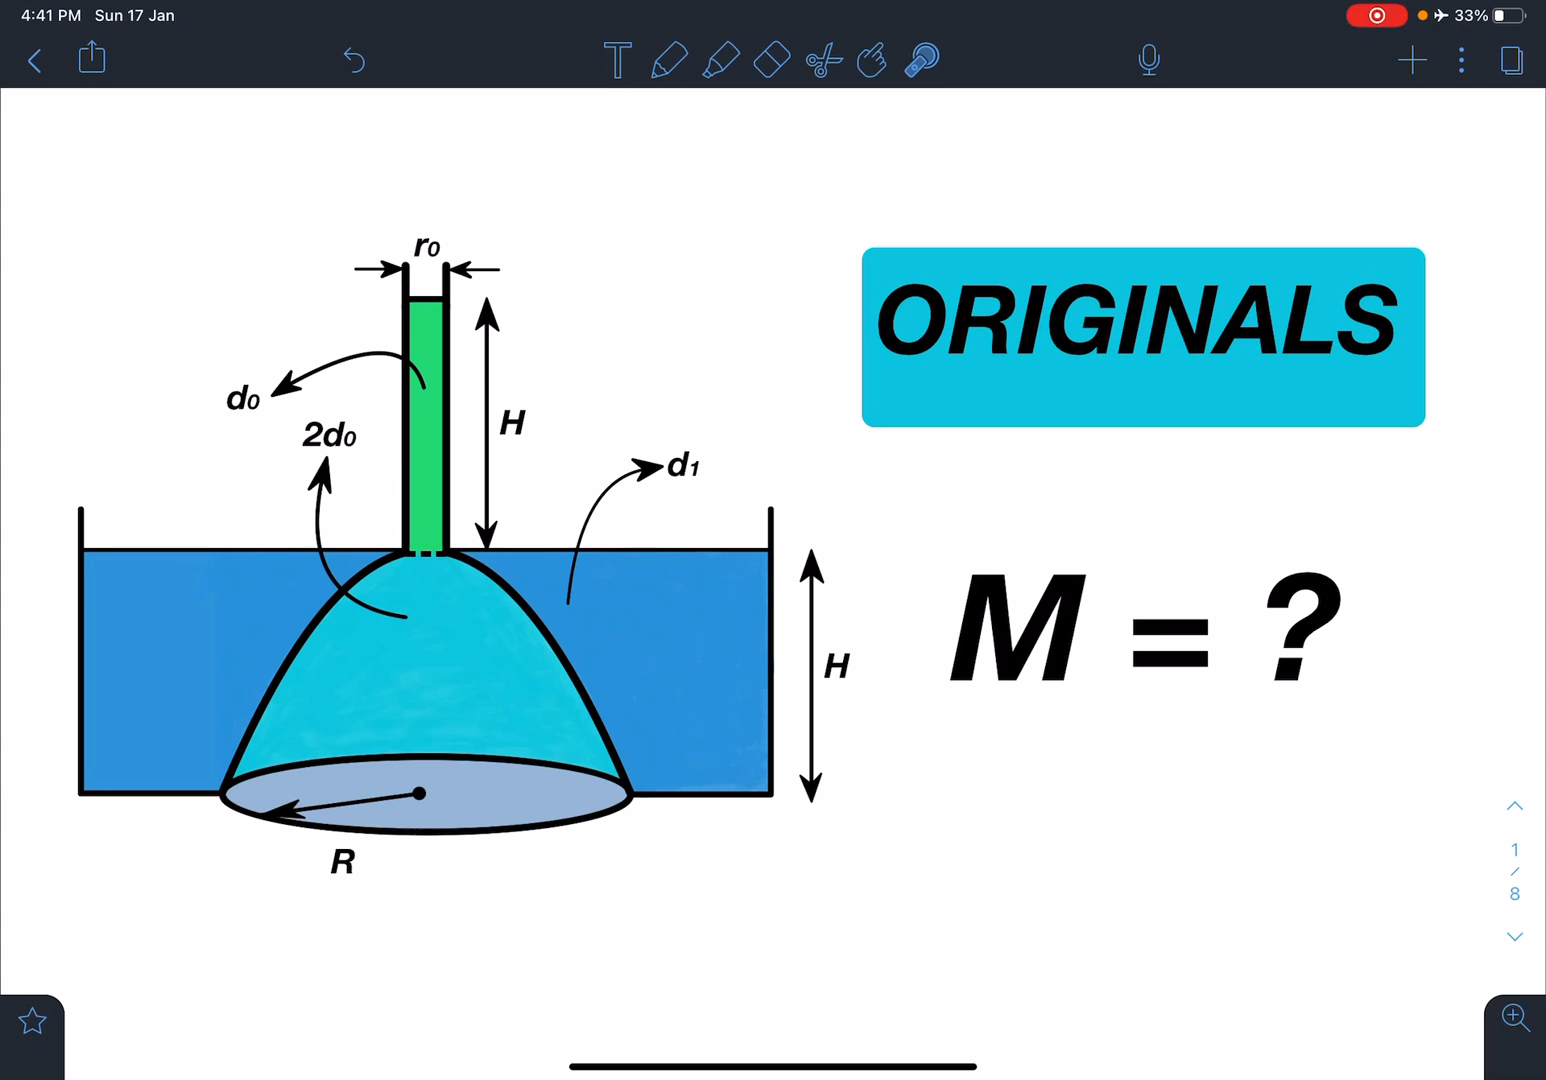 4:41 PM Sun 17 Jan
33%
r0
ORIGINALS
d0
2d0
H
d1
M = ?
H
R
1
/
8